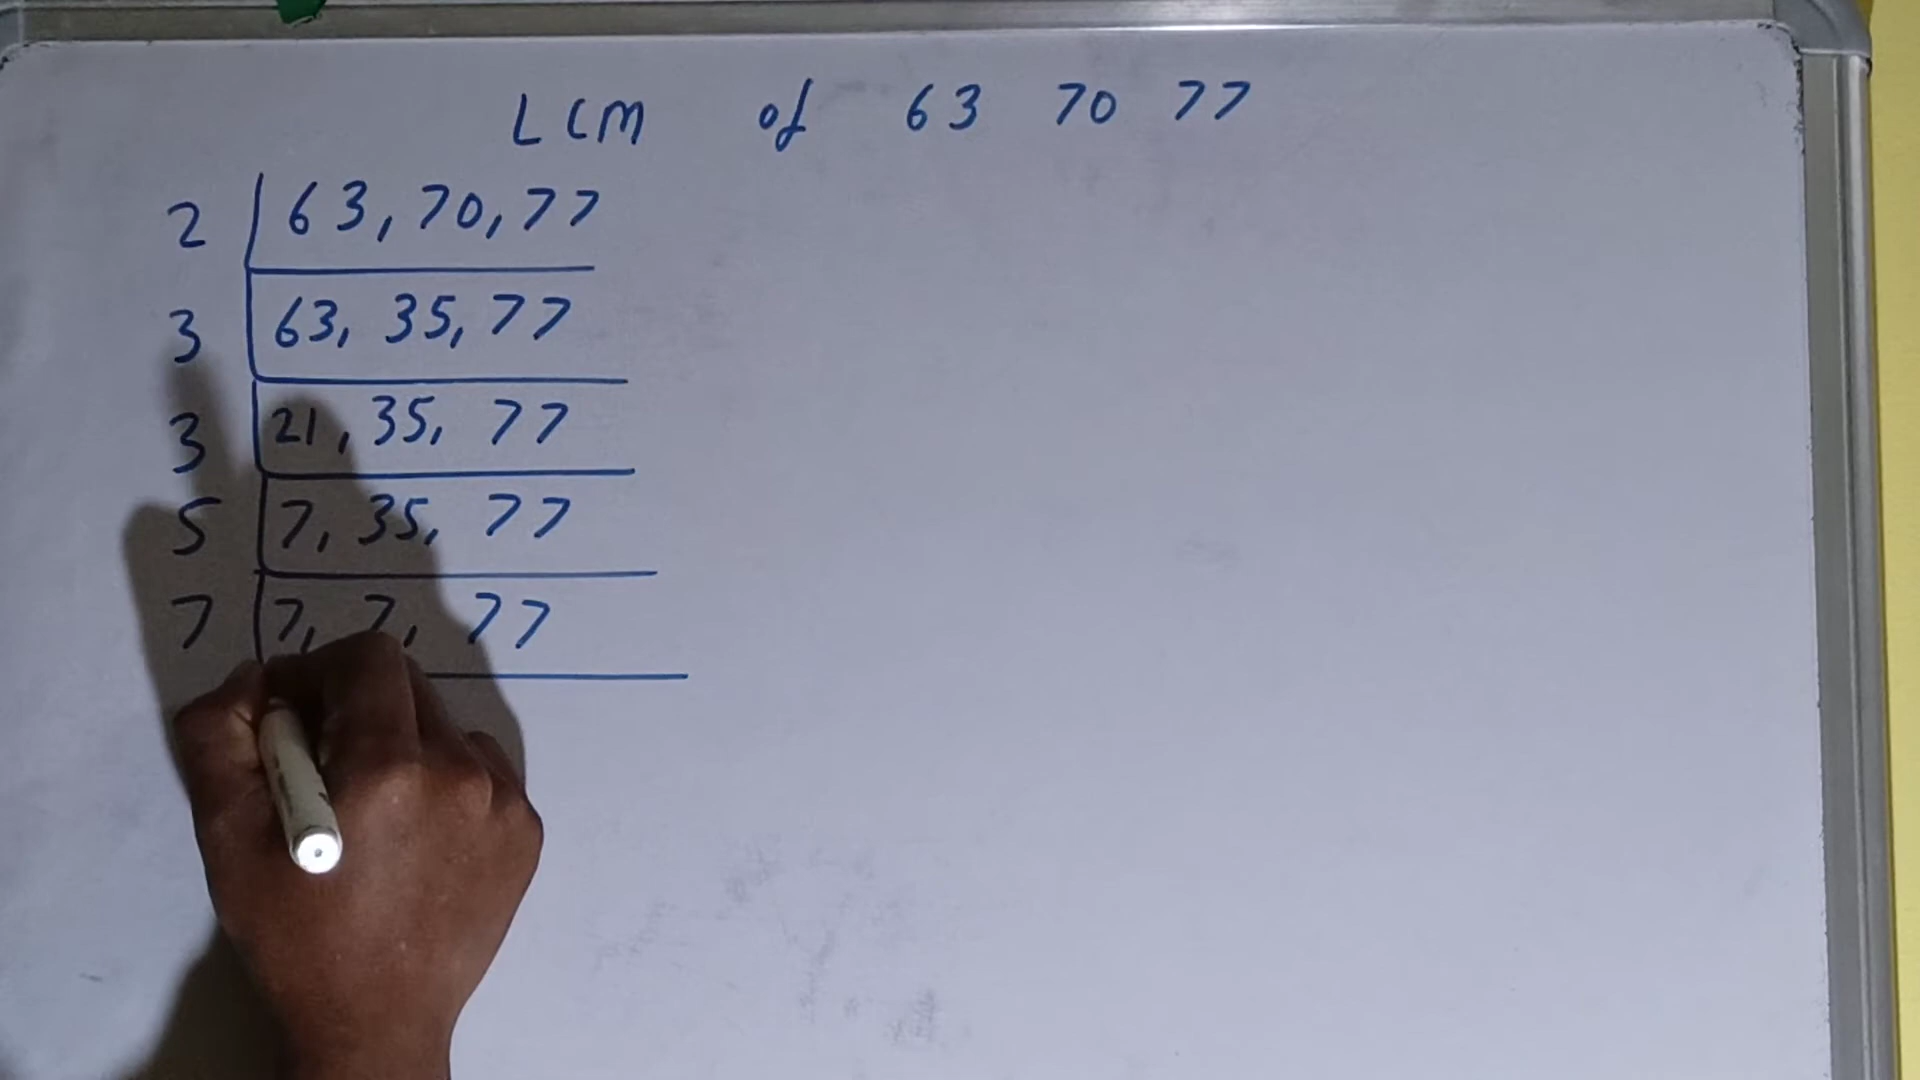 LCM of 63 70 77
2 63, 70, 77
3 63, 35, 77
3 21, 35, 77
5 7, 35, 77
7 7, 7, 77